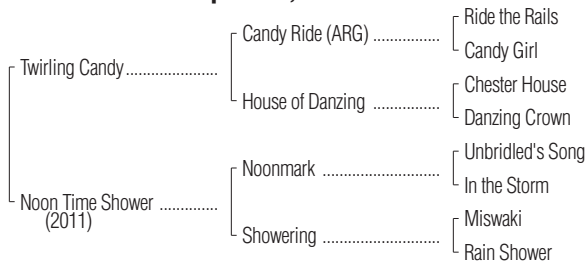 Ride the Rails
Candy Ride (ARG) ................
Candy Girl
Twirling Candy ......................
Chester House
House of Danzing ................
Danzing Crown
Unbridled's Song
Noonmark ............................
In the Storm
Noon Time Shower ..............
(2011)
Miswaki
Showering ............................
Rain Shower